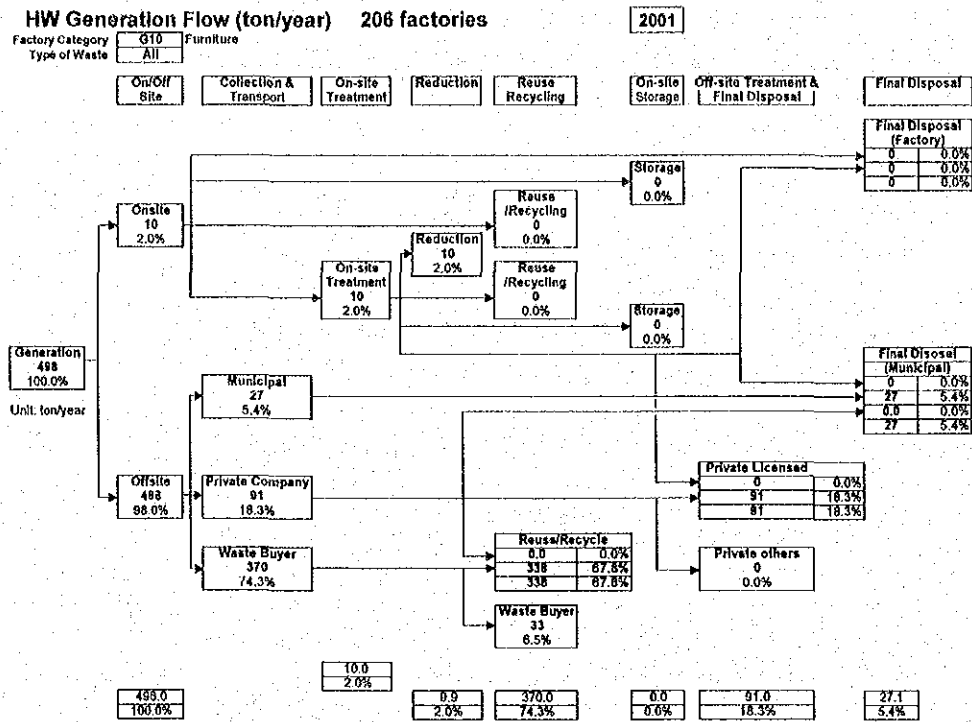 HW Generation Flow (ton/year) 206 factories 2001
Factory Category G10 Furniture
Type of Waste All
On/Off Site
Collection & Transport
On-site Treatment
Reduction
Reuse Recycling
On-site Storage
Off-site Treatment & Final Disposal
Final Disposal
Final Disposal (Factory)
0 0.0%
0 0.0%
0 0.0%
Storage
0
0.0%
Onsite
10
2.0%
Reuse /Recycling
0
0.0%
Reduction
10
2.0%
On-site Treatment
10
2.0%
Reuse /Recycling
0
0.0%
Storage
0
0.0%
Generation
498
100.0%
Unit: ton/year
Municipal
27
5.4%
Final Disosal (Municipal)
0 0.0%
27 5.4%
0.0 0.0%
27 5.4%
Offsite
488
98.0%
Private Company
91
18.3%
Private Licensed
0 0.0%
91 18.3%
91 18.3%
Waste Buyer
370
74.3%
Reuse/Recycle
0.0 0.0%
338 67.8%
338 67.8%
Private others
0
0.0%
Waste Buyer
33
6.5%
10.0
2.0%
498.0
100.0%
9.9
2.0%
370.0
74.3%
0.0
0.0%
91.0
18.3%
27.1
5.4%